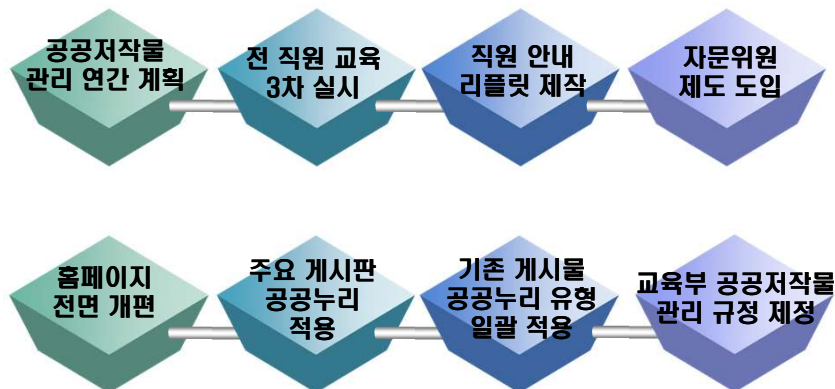 공공저작물
관리 연간 계획
전 직원 교육
3차 실시
직원 안내
리플릿 제작
자문위원
제도 도입
홈페이지
전면 개편
주요 게시판
공공누리
적용
기존 게시물
공공누리 유형
일괄 적용
교육부 공공저작물
관리 규정 제정